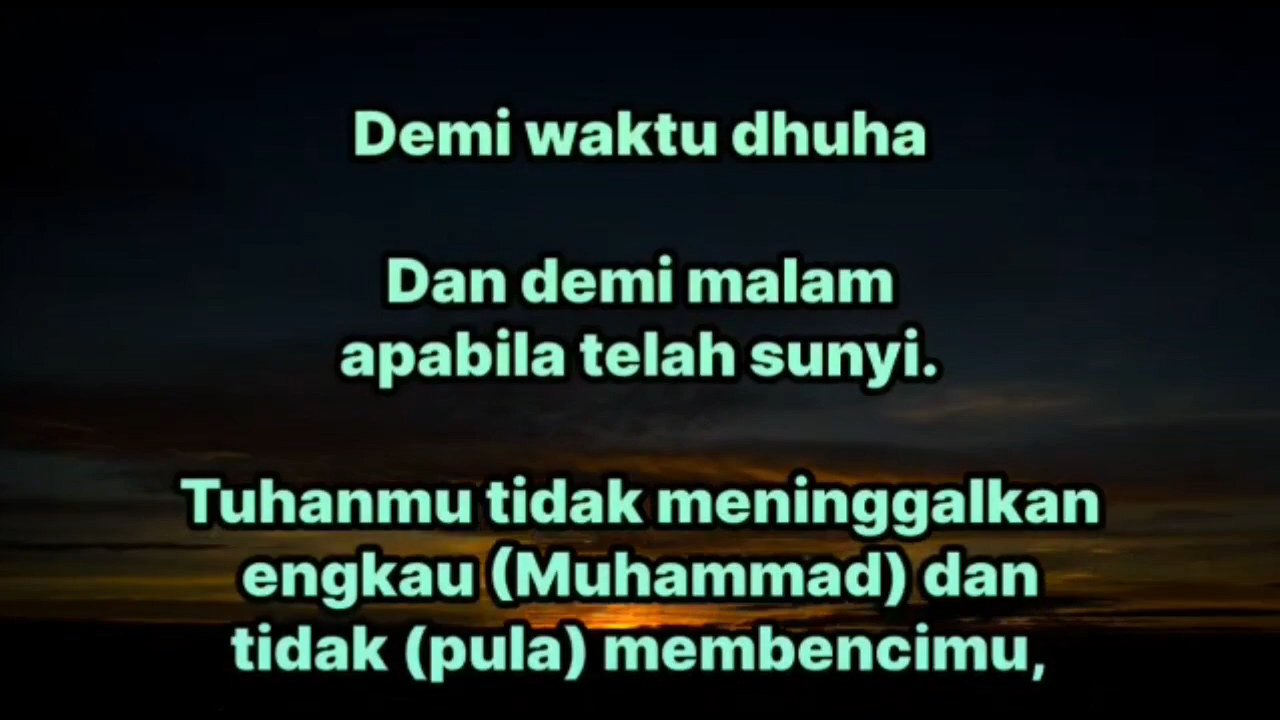 Demi waktu dhuha
Dan demi malam
apabila telah sunyi.
Tuhanmu tidak meninggalkan
engkau (Muhammad) dan
tidak (pula) membencimu,